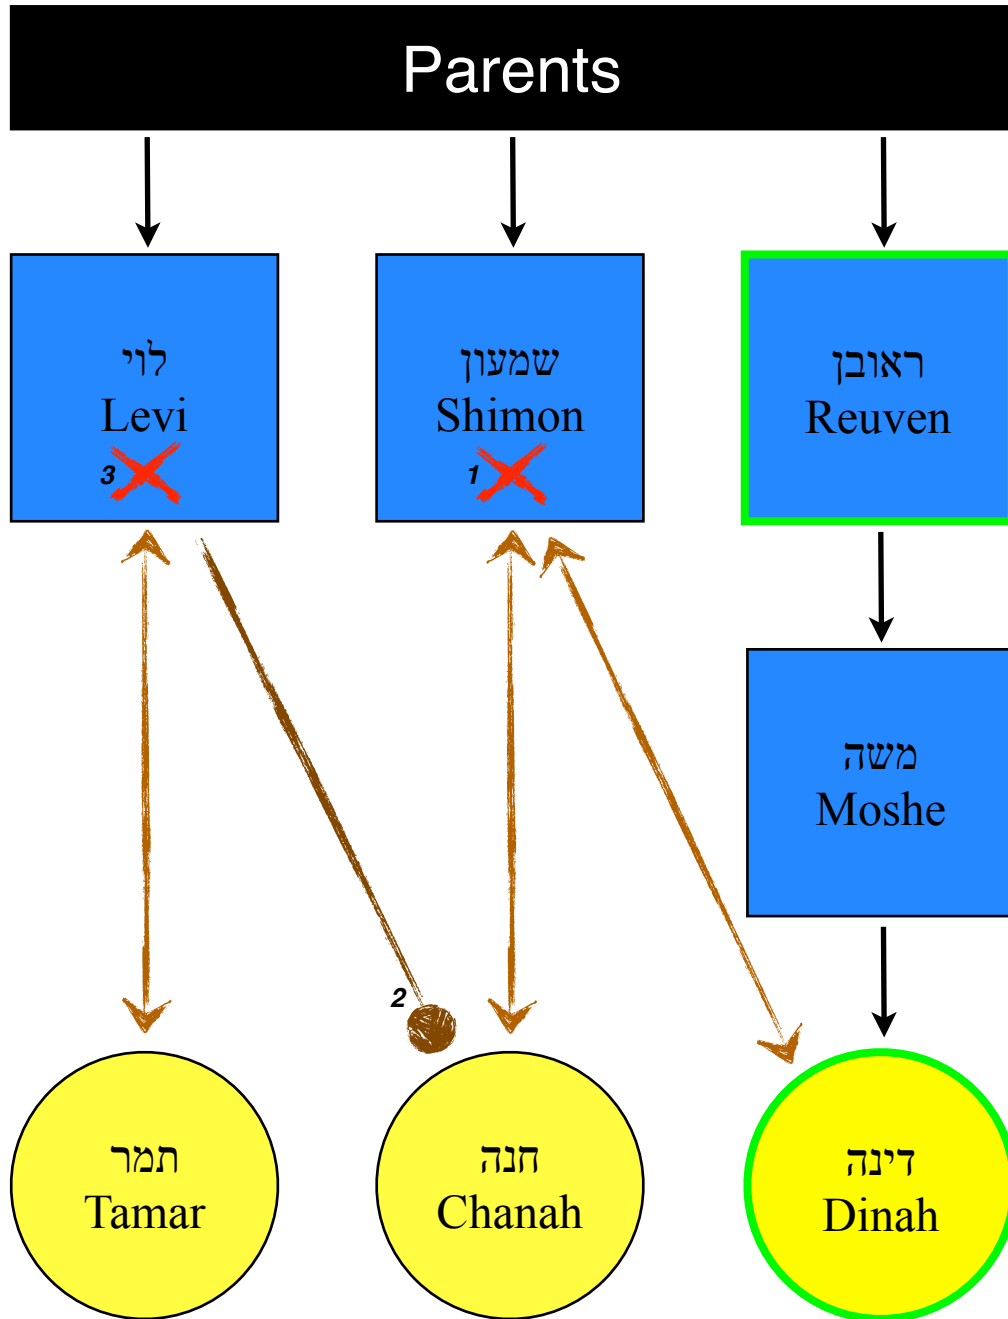 Parents
לוי
Levi
3
שמעון
Shimon
1
ראובן
Reuven
משה
Moshe
2
תמר
Tamar
חנה
Chanah
דינה
Dinah